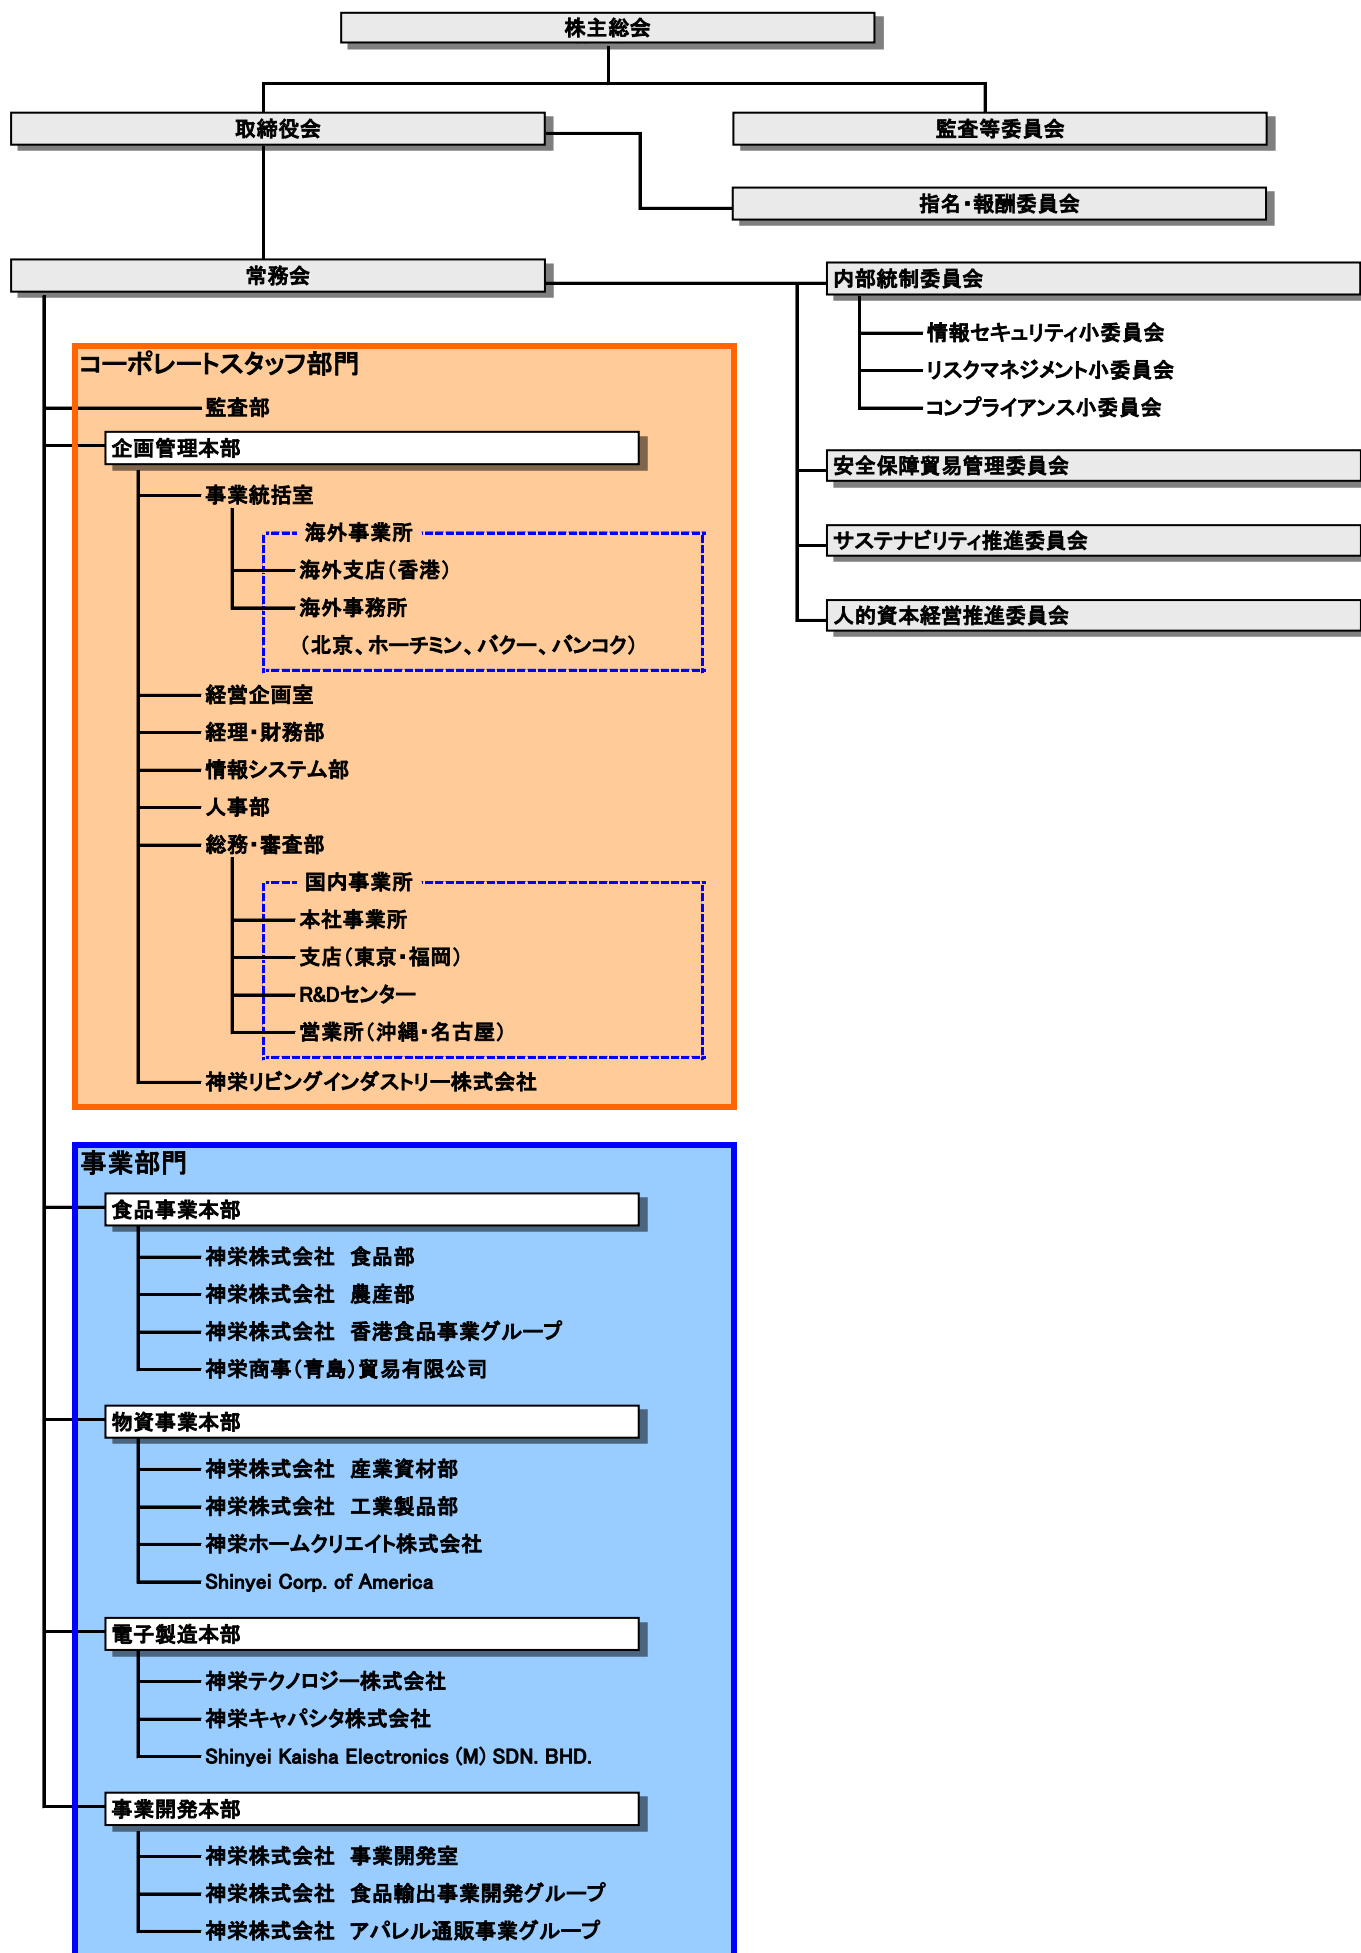 株主総会
取締役会
監査等委員会
指名・報酬委員会
常務会
内部統制委員会
情報セキュリティ小委員会
リスクマネジメント小委員会
コンプライアンス小委員会
安全保障貿易管理委員会
サステナビリティ推進委員会
人的資本経営推進委員会
コーポレートスタッフ部門
監査部
企画管理本部
事業統括室
海外事業所
海外支店（香港）
海外事務所
（北京、ホーチミン、バクー、バンコク）
経営企画室
経理・財務部
情報システム部
人事部
総務・審査部
国内事業所
本社事業所
支店（東京・福岡）
R&Dセンター
営業所（沖縄・名古屋）
神栄リビングインダストリー株式会社
事業部門
食品事業本部
神栄株式会社　食品部
神栄株式会社　農産部
神栄株式会社　香港食品事業グループ
神栄商事（青島）貿易有限公司
物資事業本部
神栄株式会社　産業資材部
神栄株式会社　工業製品部
神栄ホームクリエイト株式会社
Shinyei Corp. of America
電子製造本部
神栄テクノロジー株式会社
神栄キャパシタ株式会社
Shinyei Kaisha Electronics (M) SDN. BHD.
事業開発本部
神栄株式会社　事業開発室
神栄株式会社　食品輸出事業開発グループ
神栄株式会社　アパレル通販事業グループ